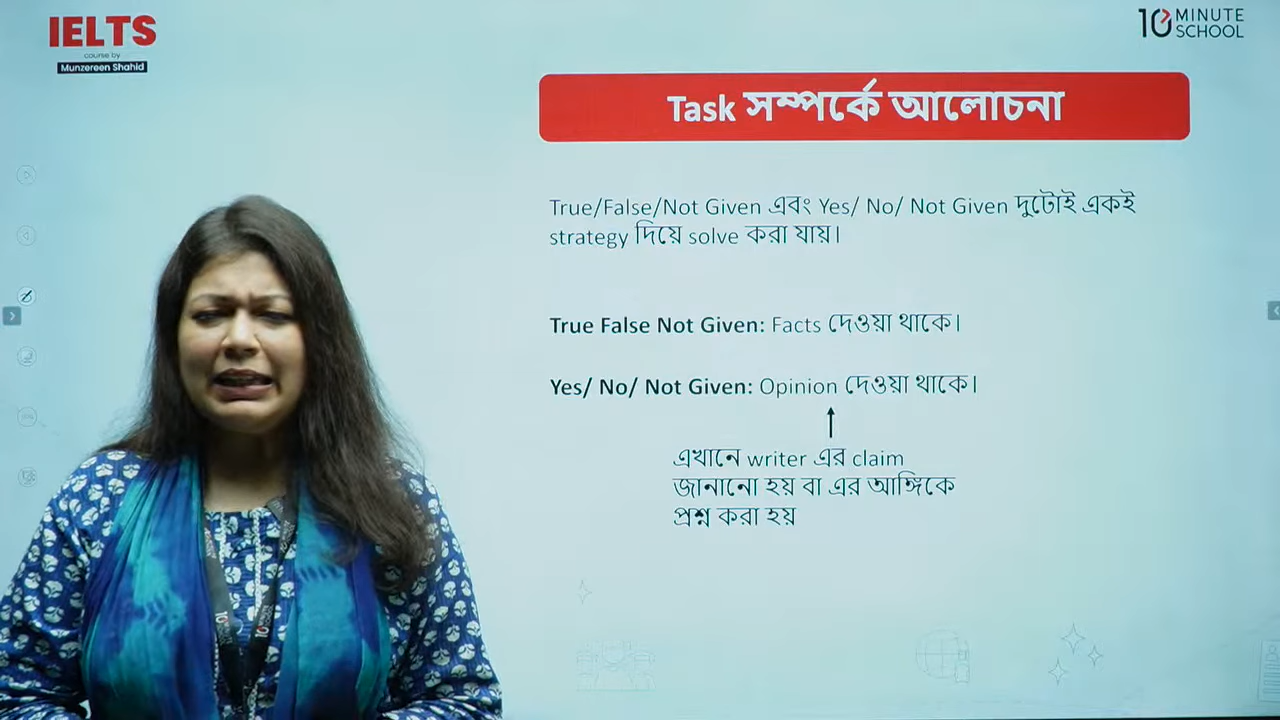 IELTS
course by
Munzereen Shahid
10 MINUTE
SCHOOL
Task সম্পর্কে আলোচনা
True/False/Not Given এবং Yes/ No/ Not Given দুটোই একই
strategy দিয়ে solve করা যায়।
True False Not Given: Facts দেওয়া থাকে।
Yes/ No/ Not Given: Opinion দেওয়া থাকে।
এখানে writer এর claim
জানানো হয় বা এর আঙ্গিকে
প্রশ্ন করা হয়
10